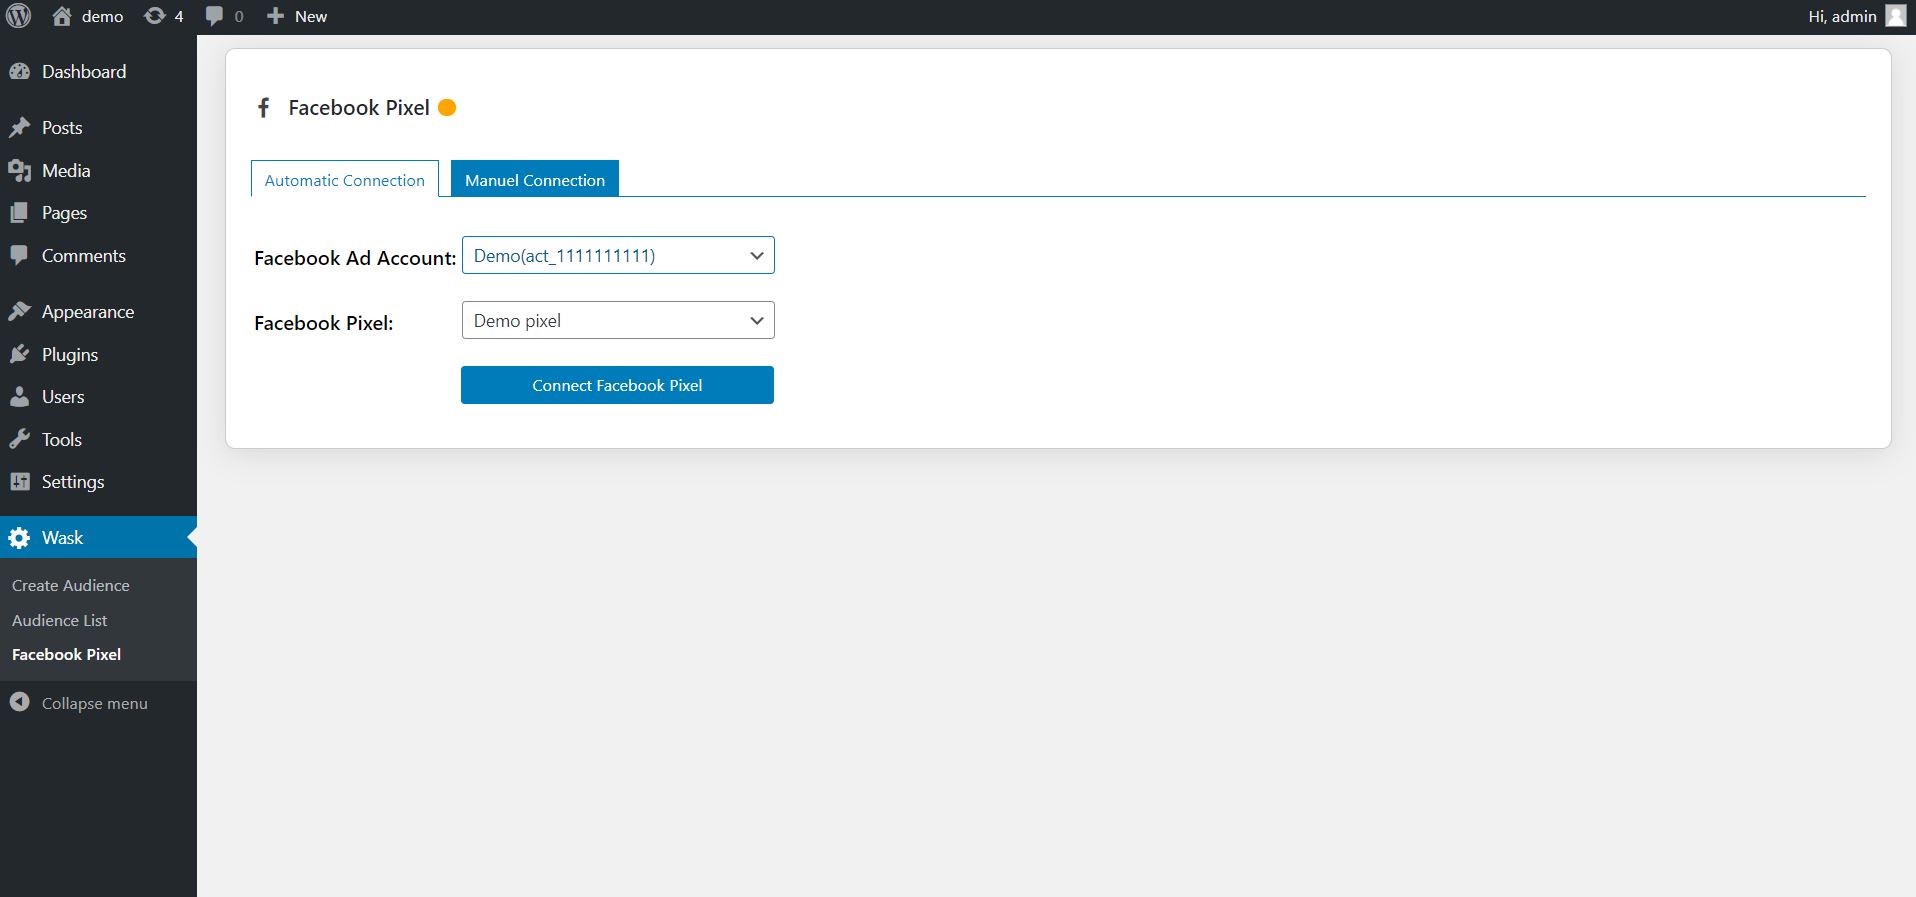 demo 4 0 New Hi, admin
Dashboard
Posts
Media
Pages
Comments
Appearance
Plugins
Users
Tools
Settings
Wask
Create Audience
Audience List
Facebook Pixel
Collapse menu
Facebook Pixel
Automatic Connection Manuel Connection
Facebook Ad Account: Demo(act_1111111111)
Facebook Pixel: Demo pixel
Connect Facebook Pixel